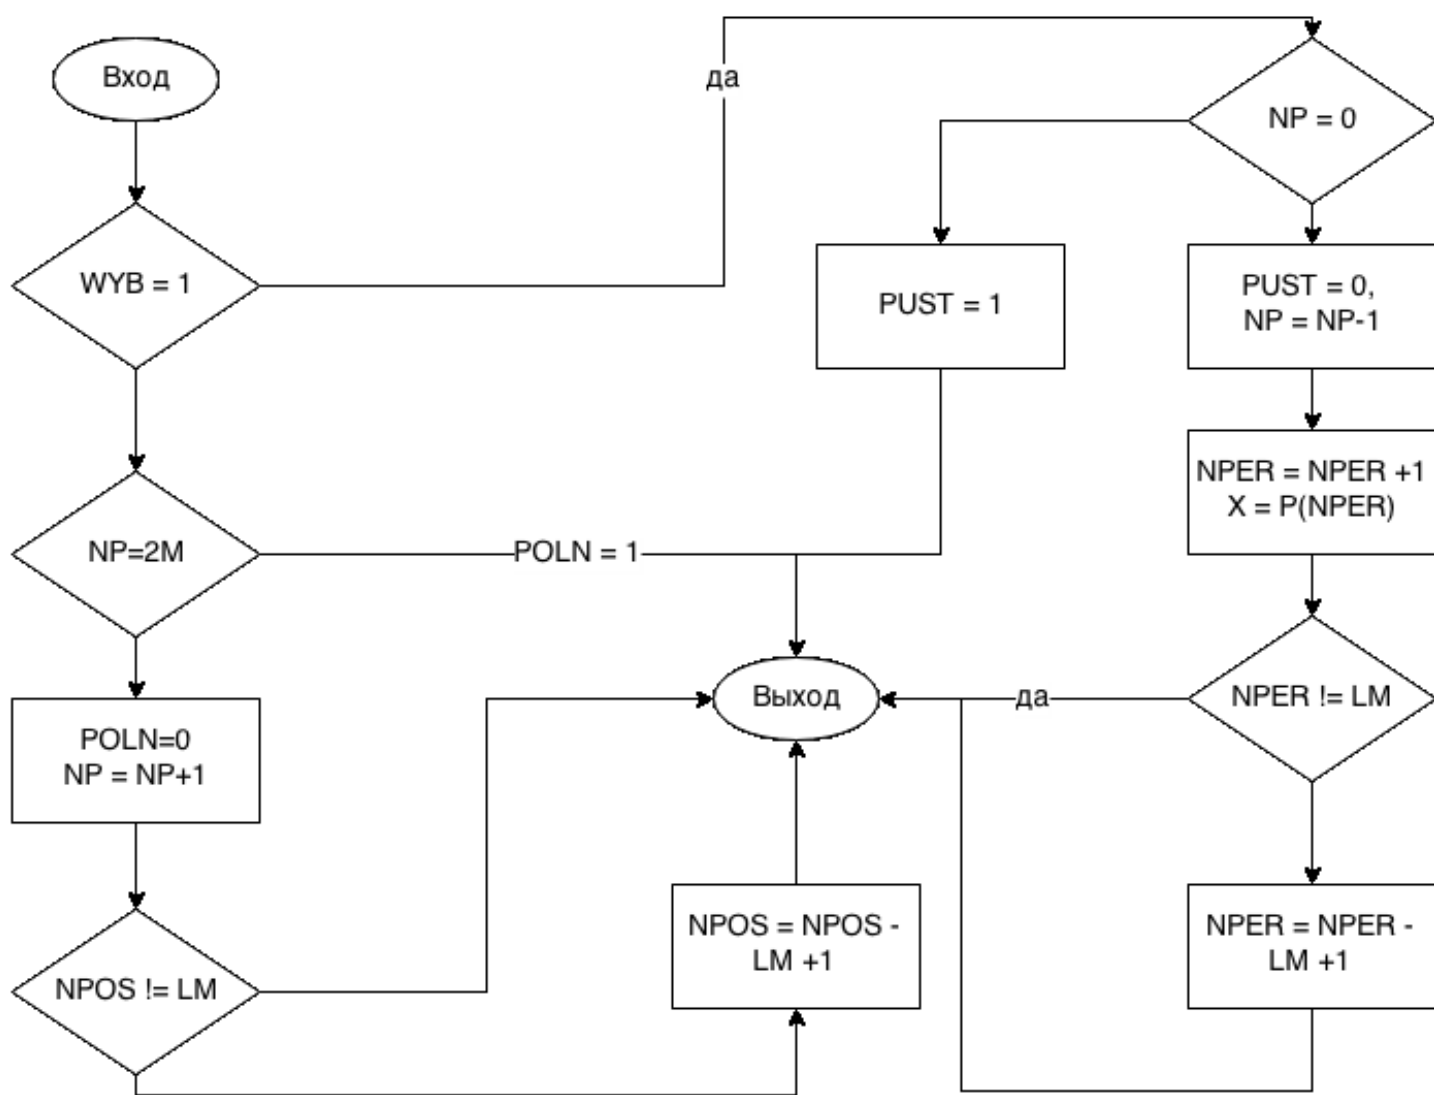 Вход
да
NP = 0
WYB = 1
PUST = 1
PUST = 0,
NP = NP-1
NPER = NPER +1
X = P(NPER)
NP=2M
POLN = 1
Выход
да
NPER != LM
POLN=0
NP = NP+1
NPOS = NPOS -
LM +1
NPER = NPER -
LM +1
NPOS != LM